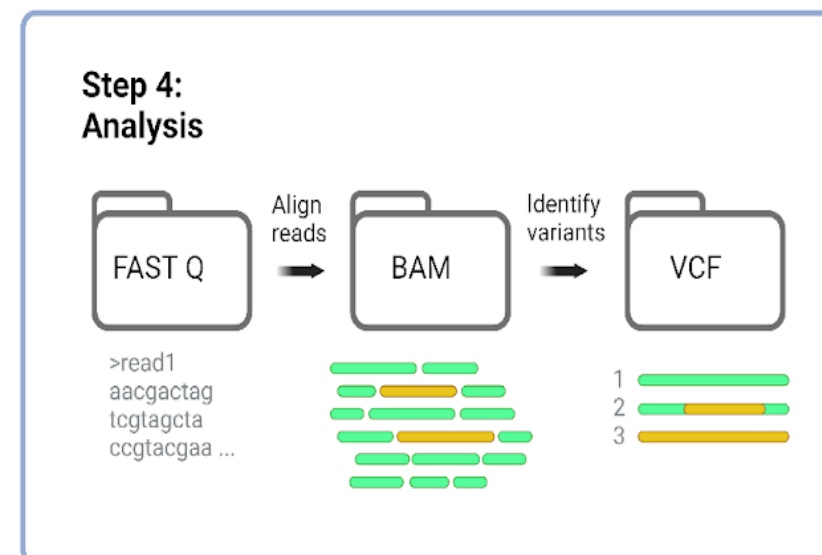 Step 4:
Analysis
FAST Q
Align
reads
BAM
Identify
variants
VCF
>read1
aacgactag
tcgtagcta
ccgtacgaa ...
1
2
3